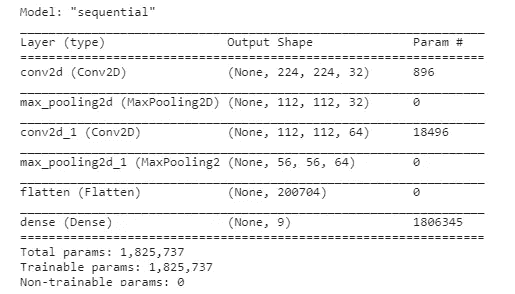 Model: "sequential"
Layer (type) Output Shape Param #
conv2d (Conv2D) (None, 224, 224, 32) 896
max_pooling2d (MaxPooling2D) (None, 112, 112, 32) 0
conv2d_1 (Conv2D) (None, 112, 112, 64) 18496
max_pooling2d_1 (MaxPooling2 (None, 56, 56, 64) 0
flatten (Flatten) (None, 200704) 0
dense (Dense) (None, 9) 1806345
Total params: 1,825,737
Trainable params: 1,825,737
Non-trainable params: 0